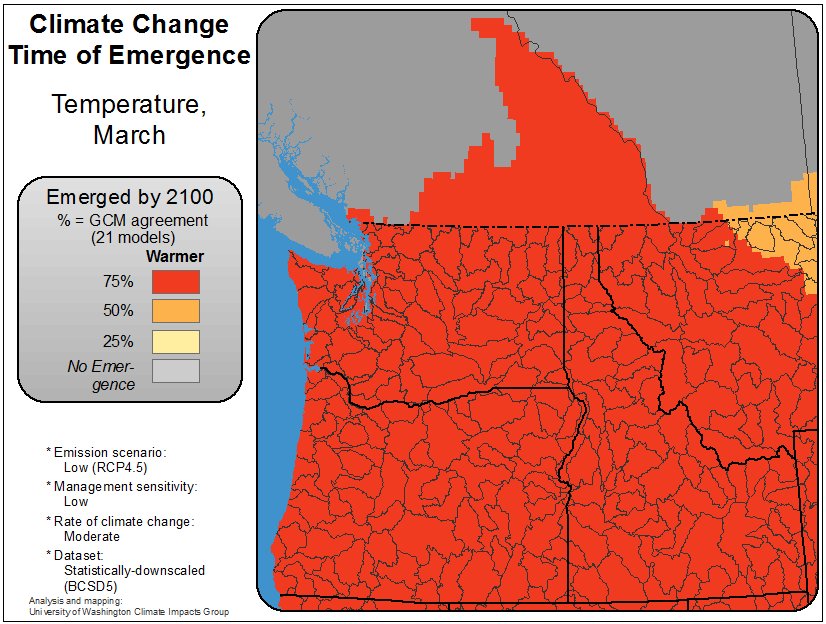 Climate Change
Time of Emergence
Temperature,
March
Emerged by 2100
% = GCM agreement
(21 models)
Warmer
75%
50%
25%
No Emer-
gence
* Emission scenario:
Low (RCP4.5)
* Management sensitivity:
Low
* Rate of climate change:
Moderate
* Dataset:
Statistically-downscaled
(BCSD5)
Analysis and mapping:
University of Washington Climate Impacts Group